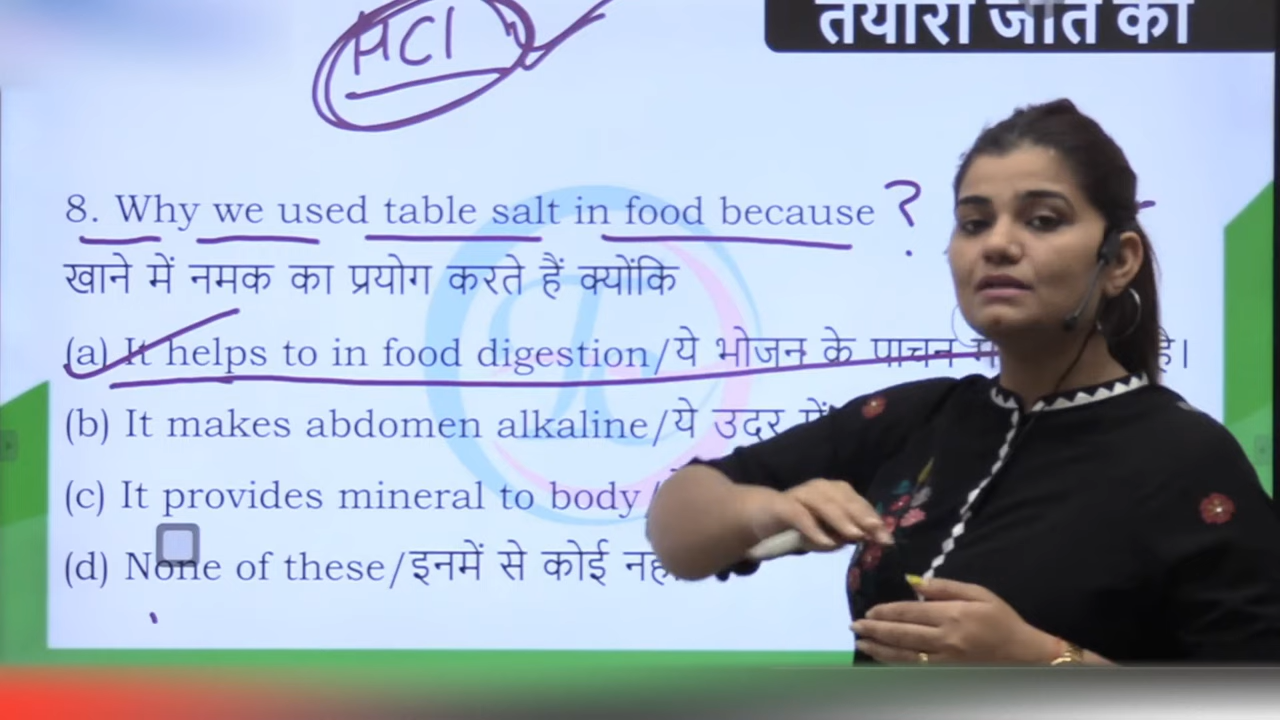 तैयारी जीत की
HCl
8. Why we used table salt in food because ?
खाने में नमक का प्रयोग करते हैं क्योंकि
(a) It helps to in food digestion/ये भोजन के पाचन है।
(b) It makes abdomen alkaline/ये उदर में
(c) It provides mineral to body/
(d) None of these/इनमें से कोई